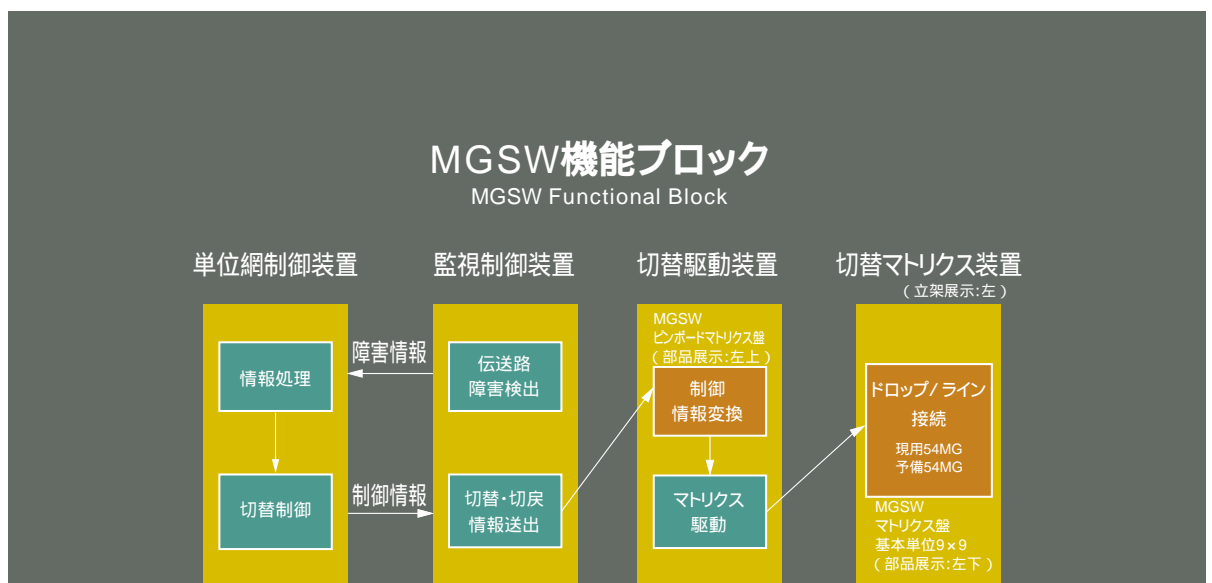 MGSW機能ブロック
MGSW Functional Block
単位網制御装置
監視制御装置
切替駆動装置
切替マトリクス装置
（立架展示:左）
情報処理
切替制御
障害情報
制御情報
伝送路
障害検出
切替・切戻
情報送出
MGSW
ピンボードマトリクス盤
（部品展示:左上）
制御
情報変換
マトリクス
駆動
ドロップ/ライン
接続
現用54MG
予備54MG
MGSW
マトリクス盤
基本単位9×9
（部品展示:左下）